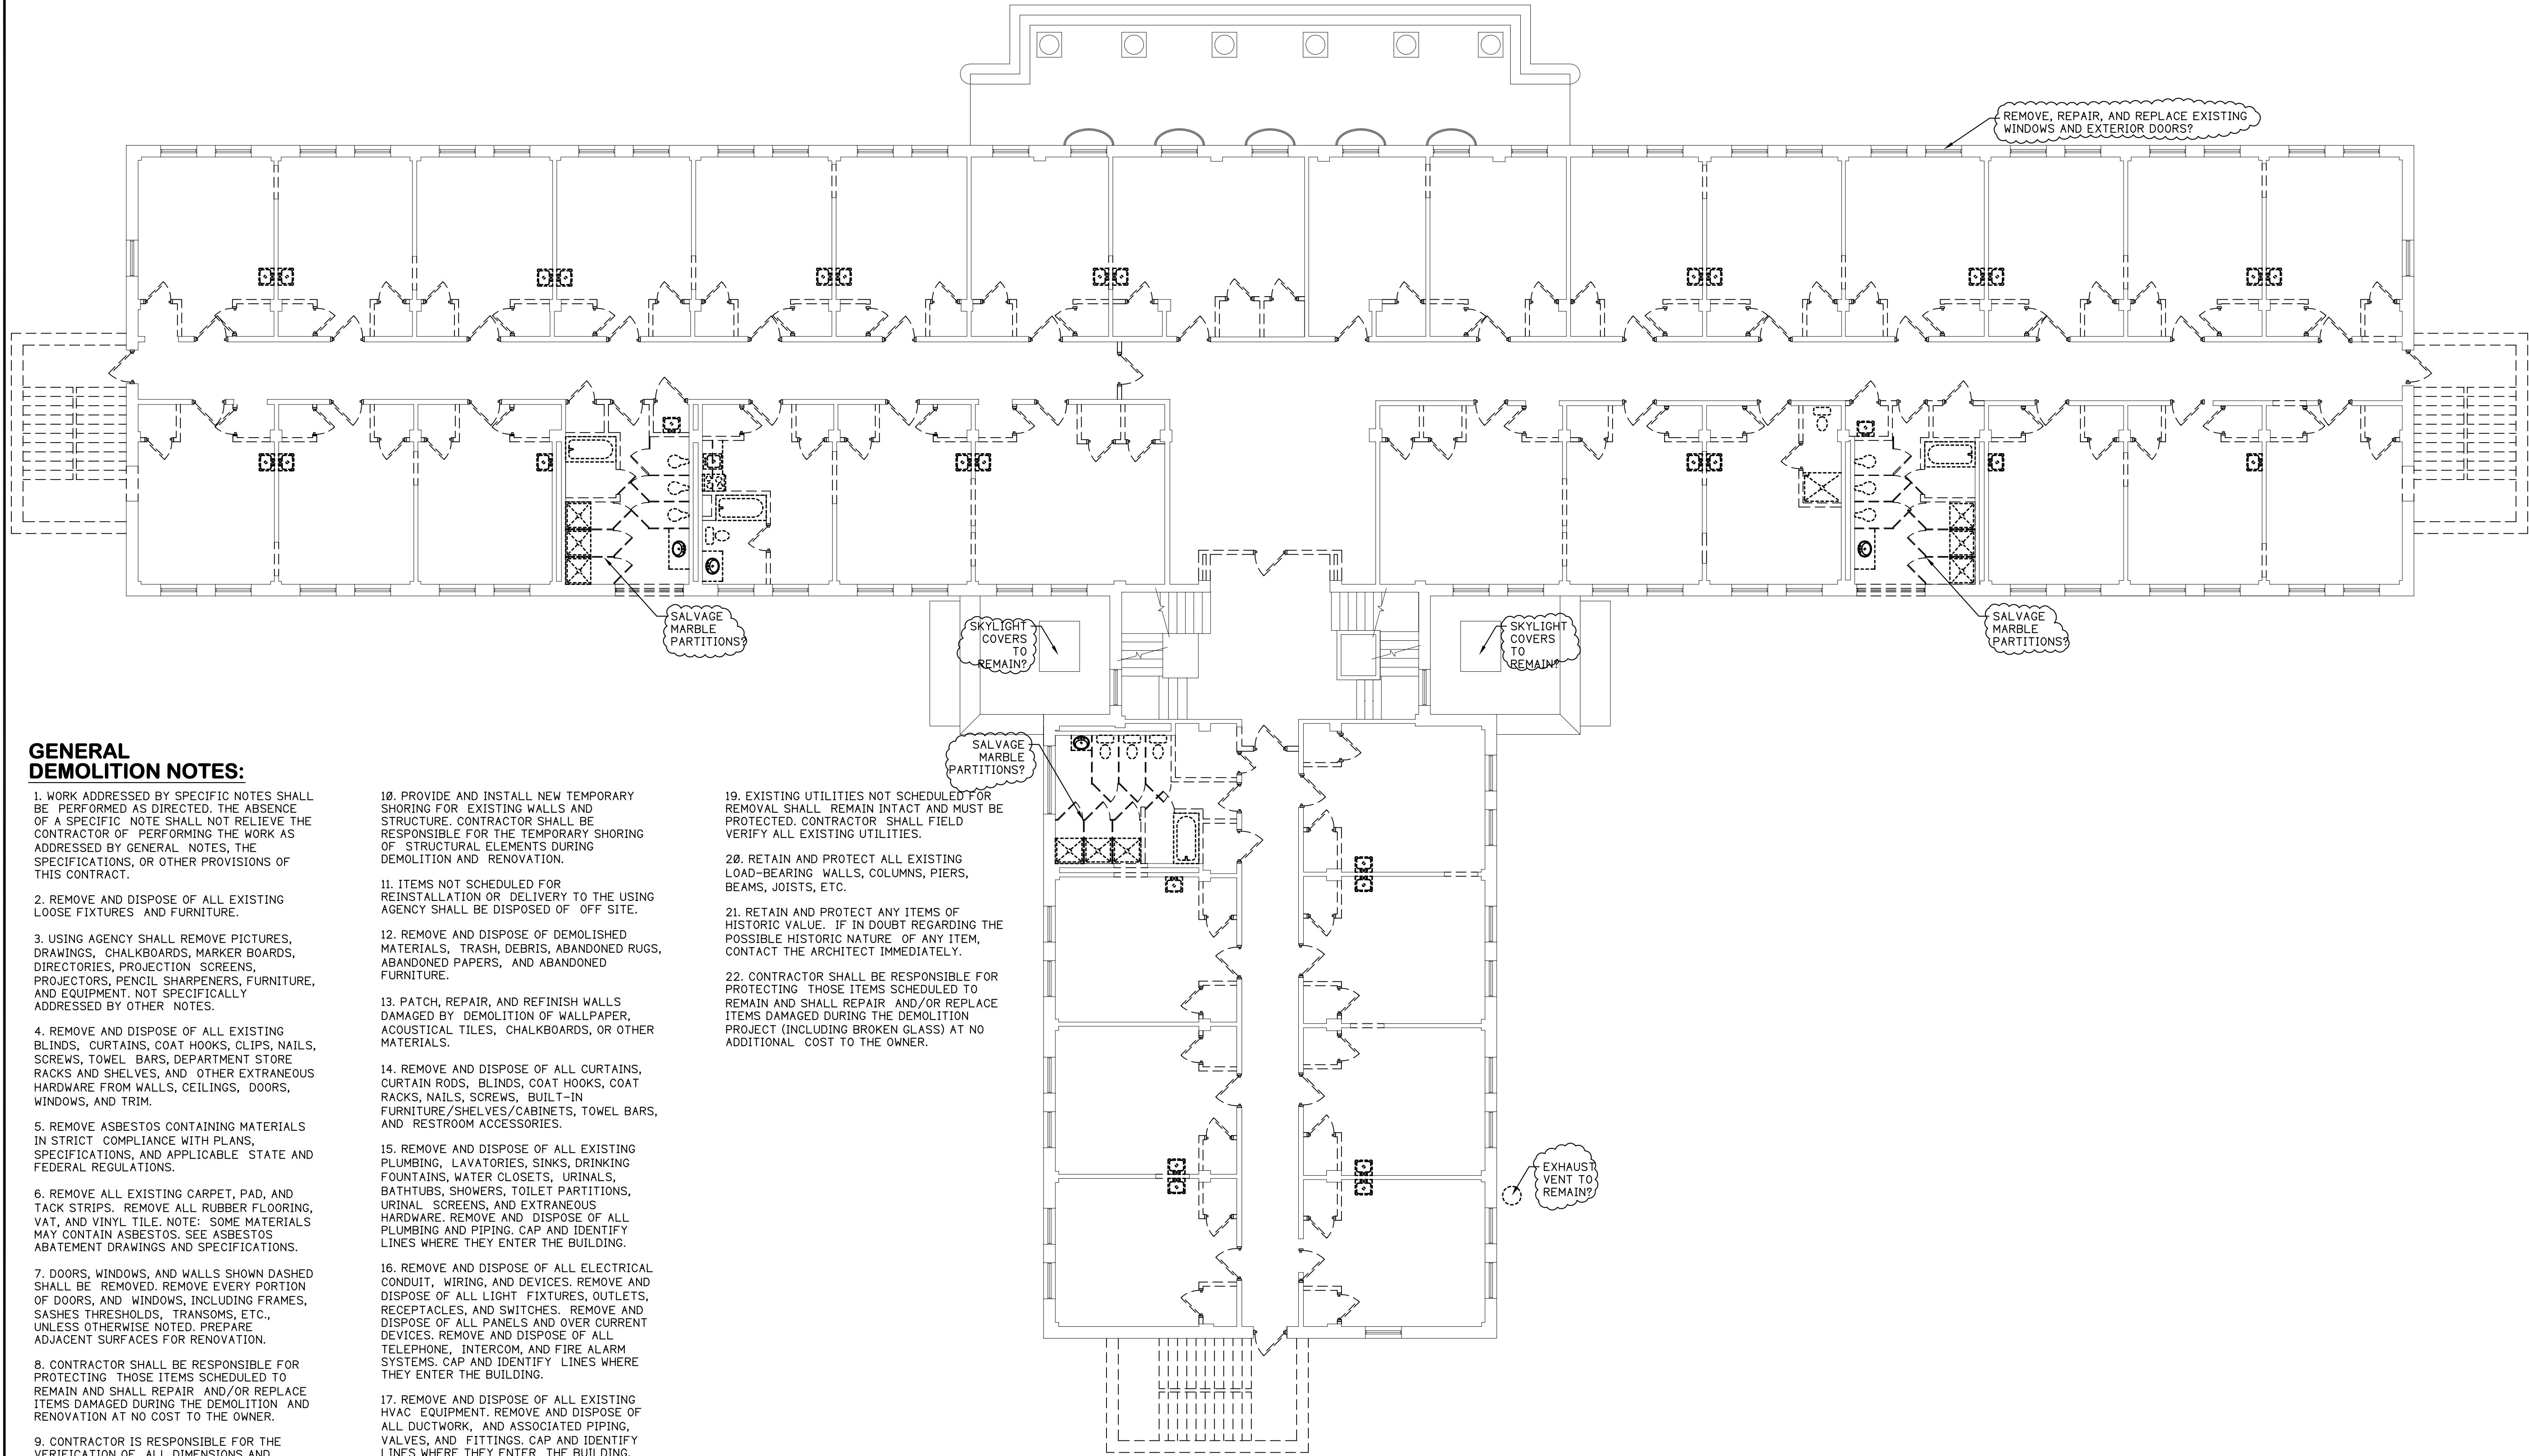 REMOVE, REPAIR, AND REPLACE EXISTING
WINDOWS AND EXTERIOR DOORS?
SALVAGE
MARBLE
PARTITIONS?
SKYLIGHT
COVERS
TO
REMAIN?
SKYLIGHT
COVERS
TO
REMAIN?
SALVAGE
MARBLE
PARTITIONS?
SALVAGE
MARBLE
PARTITIONS?
EXHAUST
VENT TO
REMAIN?
GENERAL
DEMOLITION NOTES:
1. WORK ADDRESSED BY SPECIFIC NOTES SHALL
BE PERFORMED AS DIRECTED. THE ABSENCE
OF A SPECIFIC NOTE SHALL NOT RELIEVE THE
CONTRACTOR OF PERFORMING THE WORK AS
ADDRESSED BY GENERAL NOTES, THE
SPECIFICATIONS, OR OTHER PROVISIONS OF
THIS CONTRACT.
2. REMOVE AND DISPOSE OF ALL EXISTING
LOOSE FIXTURES AND FURNITURE.
3. USING AGENCY SHALL REMOVE PICTURES,
DRAWINGS, CHALKBOARDS, MARKER BOARDS,
DIRECTORIES, PROJECTION SCREENS,
PROJECTORS, PENCIL SHARPENERS, FURNITURE,
AND EQUIPMENT. NOT SPECIFICALLY
ADDRESSED BY OTHER NOTES.
4. REMOVE AND DISPOSE OF ALL EXISTING
BLINDS, CURTAINS, COAT HOOKS, CLIPS, NAILS,
SCREWS, TOWEL BARS, DEPARTMENT STORE
RACKS AND SHELVES, AND OTHER EXTRANEOUS
HARDWARE FROM WALLS, CEILINGS, DOORS,
WINDOWS, AND TRIM.
5. REMOVE ASBESTOS CONTAINING MATERIALS
IN STRICT COMPLIANCE WITH PLANS,
SPECIFICATIONS, AND APPLICABLE STATE AND
FEDERAL REGULATIONS.
6. REMOVE ALL EXISTING CARPET, PAD, AND
TACK STRIPS. REMOVE ALL RUBBER FLOORING,
VAT, AND VINYL TILE. NOTE: SOME MATERIALS
MAY CONTAIN ASBESTOS. SEE ASBESTOS
ABATEMENT DRAWINGS AND SPECIFICATIONS.
7. DOORS, WINDOWS, AND WALLS SHOWN DASHED
SHALL BE REMOVED. REMOVE EVERY PORTION
OF DOORS, AND WINDOWS, INCLUDING FRAMES,
SASHES THRESHOLDS, TRANSOMS, ETC.,
UNLESS OTHERWISE NOTED. PREPARE
ADJACENT SURFACES FOR RENOVATION.
8. CONTRACTOR SHALL BE RESPONSIBLE FOR
PROTECTING THOSE ITEMS SCHEDULED TO
REMAIN AND SHALL REPAIR AND/OR REPLACE
ITEMS DAMAGED DURING THE DEMOLITION AND
RENOVATION AT NO COST TO THE OWNER.
9. CONTRACTOR IS RESPONSIBLE FOR THE
VERIFICATION OF ALL DIMENSIONS AND
10. PROVIDE AND INSTALL NEW TEMPORARY
SHORING FOR EXISTING WALLS AND
STRUCTURE. CONTRACTOR SHALL BE
RESPONSIBLE FOR THE TEMPORARY SHORING
OF STRUCTURAL ELEMENTS DURING
DEMOLITION AND RENOVATION.
11. ITEMS NOT SCHEDULED FOR
REINSTALLATION OR DELIVERY TO THE USING
AGENCY SHALL BE DISPOSED OF OFF SITE.
12. REMOVE AND DISPOSE OF DEMOLISHED
MATERIALS, TRASH, DEBRIS, ABANDONED RUGS,
ABANDONED PAPERS, AND ABANDONED
FURNITURE.
13. PATCH, REPAIR, AND REFINISH WALLS
DAMAGED BY DEMOLITION OF WALLPAPER,
ACOUSTICAL TILES, CHALKBOARDS, OR OTHER
MATERIALS.
14. REMOVE AND DISPOSE OF ALL CURTAINS,
CURTAIN RODS, BLINDS, COAT HOOKS, COAT
RACKS, NAILS, SCREWS, BUILT-IN
FURNITURE/SHELVES/CABINETS, TOWEL BARS,
AND RESTROOM ACCESSORIES.
15. REMOVE AND DISPOSE OF ALL EXISTING
PLUMBING, LAVATORIES, SINKS, DRINKING
FOUNTAINS, WATER CLOSETS, URINALS,
BATHTUBS, SHOWERS, TOILET PARTITIONS,
URINAL SCREENS, AND EXTRANEOUS
HARDWARE. REMOVE AND DISPOSE OF ALL
PLUMBING AND PIPING. CAP AND IDENTIFY
LINES WHERE THEY ENTER THE BUILDING.
16. REMOVE AND DISPOSE OF ALL ELECTRICAL
CONDUIT, WIRING, AND DEVICES. REMOVE AND
DISPOSE OF ALL LIGHT FIXTURES, OUTLETS,
RECEPTACLES, AND SWITCHES. REMOVE AND
DISPOSE OF ALL PANELS AND OVER CURRENT
DEVICES. REMOVE AND DISPOSE OF ALL
TELEPHONE, INTERCOM, AND FIRE ALARM
SYSTEMS. CAP AND IDENTIFY LINES WHERE
THEY ENTER THE BUILDING.
17. REMOVE AND DISPOSE OF ALL EXISTING
HVAC EQUIPMENT. REMOVE AND DISPOSE OF
ALL DUCTWORK, AND ASSOCIATED PIPING,
VALVES, AND FITTINGS. CAP AND IDENTIFY
LINES WHERE THEY ENTER THE BUILDING.
19. EXISTING UTILITIES NOT SCHEDULED FOR
REMOVAL SHALL REMAIN INTACT AND MUST BE
PROTECTED. CONTRACTOR SHALL FIELD
VERIFY ALL EXISTING UTILITIES.
20. RETAIN AND PROTECT ALL EXISTING
LOAD-BEARING WALLS, COLUMNS, PIERS,
BEAMS, JOISTS, ETC.
21. RETAIN AND PROTECT ANY ITEMS OF
HISTORIC VALUE. IF IN DOUBT REGARDING THE
POSSIBLE HISTORIC NATURE OF ANY ITEM,
CONTACT THE ARCHITECT IMMEDIATELY.
22. CONTRACTOR SHALL BE RESPONSIBLE FOR
PROTECTING THOSE ITEMS SCHEDULED TO
REMAIN AND SHALL REPAIR AND/OR REPLACE
ITEMS DAMAGED DURING THE DEMOLITION
PROJECT (INCLUDING BROKEN GLASS) AT NO
ADDITIONAL COST TO THE OWNER.